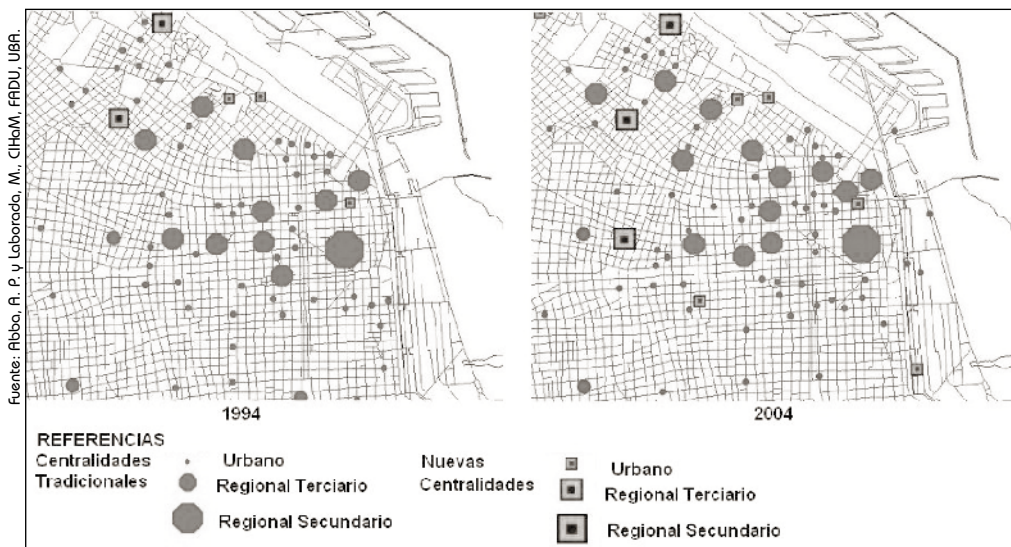 Fuente: Abba, A. P. y Laborada, M., CIHaM, FADU, UBA.
1994
2004
REFERENCIAS
Centralidades
Tradicionales
Urbano
Regional Terciario
Regional Secundario
Nuevas
Centralidades
Urbano
Regional Terciario
Regional Secundario